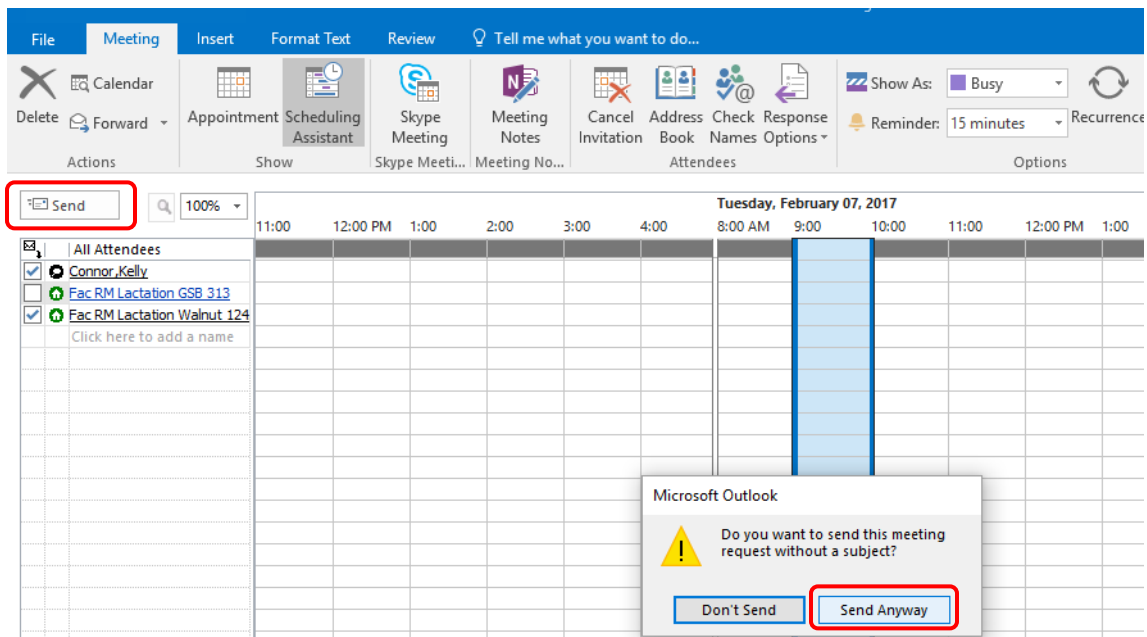 File Meeting Insert Format Text Review Tell me what you want to do...
Delete
Calendar
Forward
Actions
Appointment
Scheduling
Assistant
Show
Skype
Meeting
Skype Meeti...
Meeting
Notes
Meeting No...
Cancel
Invitation
Address
Book
Check
Names
Response
Options
Attendees
Show As: Busy
Reminder: 15 minutes
Recurrence
Options
Send 100%
Tuesday, February 07, 2017
11:00 12:00 PM 1:00 2:00 3:00 4:00 8:00 AM 9:00 10:00 11:00 12:00 PM 1:00
All Attendees
Connor,Kelly
Fac RM Lactation GSB 313
Fac RM Lactation Walnut 124
Click here to add a name
Microsoft Outlook
Do you want to send this meeting
request without a subject?
Don't Send Send Anyway